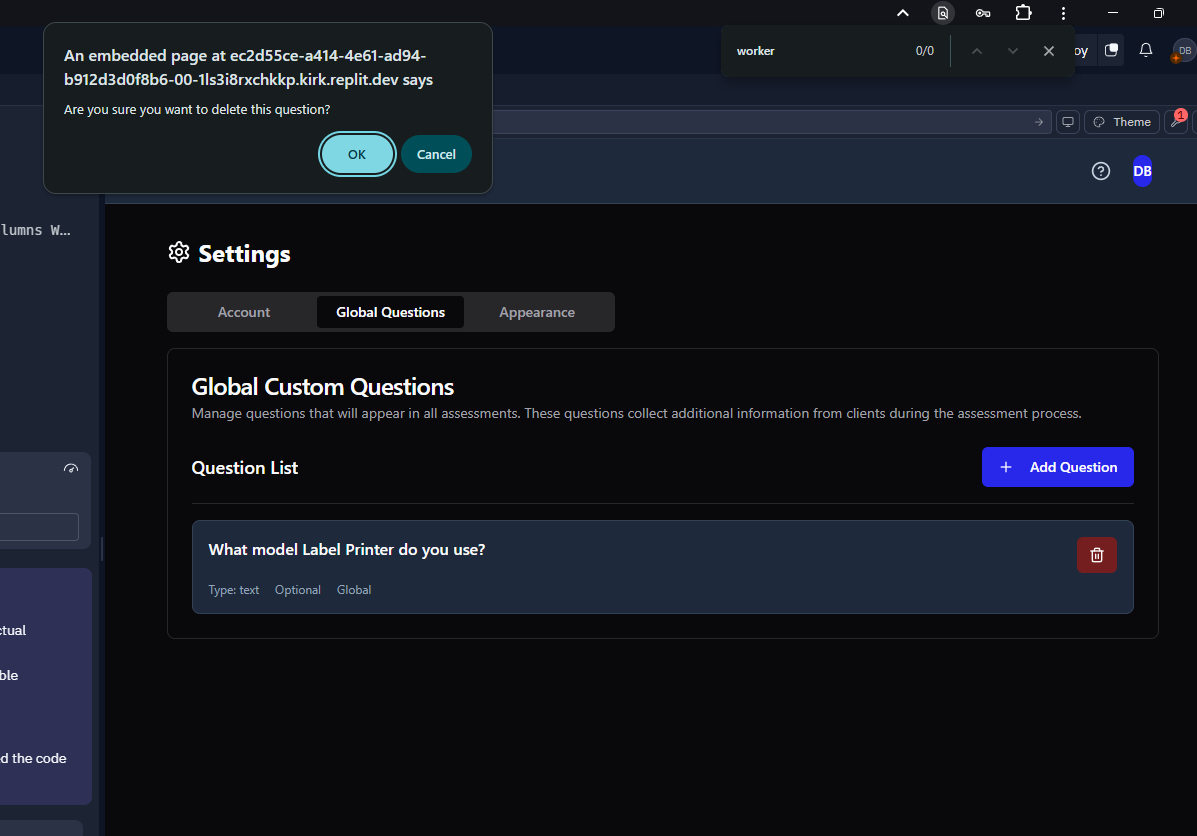 An embedded page at ec2d55ce-a414-4e61-ad94-
b912d3d0f8b6-00-1ls3i8rxchkkp.kirk.replit.dev says
Are you sure you want to delete this question?
OK
Cancel
worker
0/0
oy
DB
Theme
1
DB
lumns W...
Settings
Account
Global Questions
Appearance
Global Custom Questions
Manage questions that will appear in all assessments. These questions collect additional information from clients during the assessment process.
Question List
Add Question
What model Label Printer do you use?
Type: text Optional Global
ctual
ble
d the code